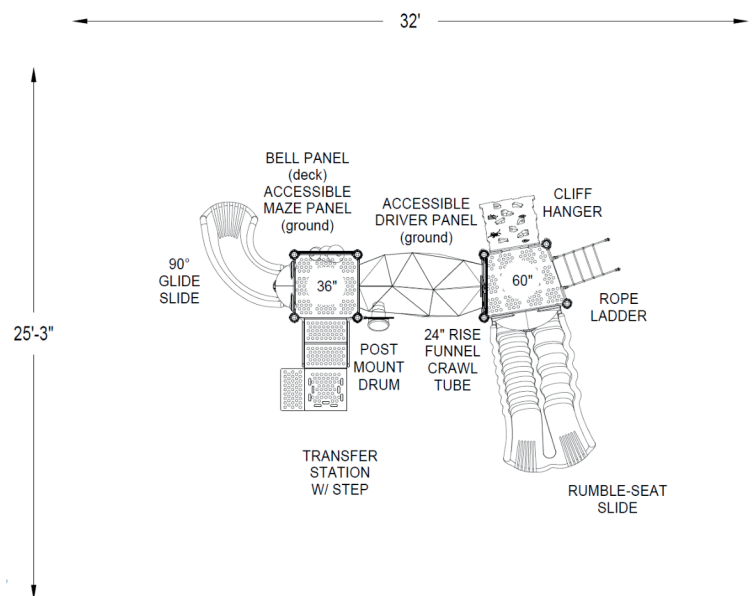 32'
BELL PANEL
(deck)
ACCESSIBLE
MAZE PANEL
(ground)
ACCESSIBLE
DRIVER PANEL
(ground)
CLIFF
HANGER
90°
GLIDE
SLIDE
36"
60"
ROPE
LADDER
25'-3"
POST
MOUNT
DRUM
24" RISE
FUNNEL
CRAWL
TUBE
TRANSFER
STATION
W/ STEP
RUMBLE-SEAT
SLIDE